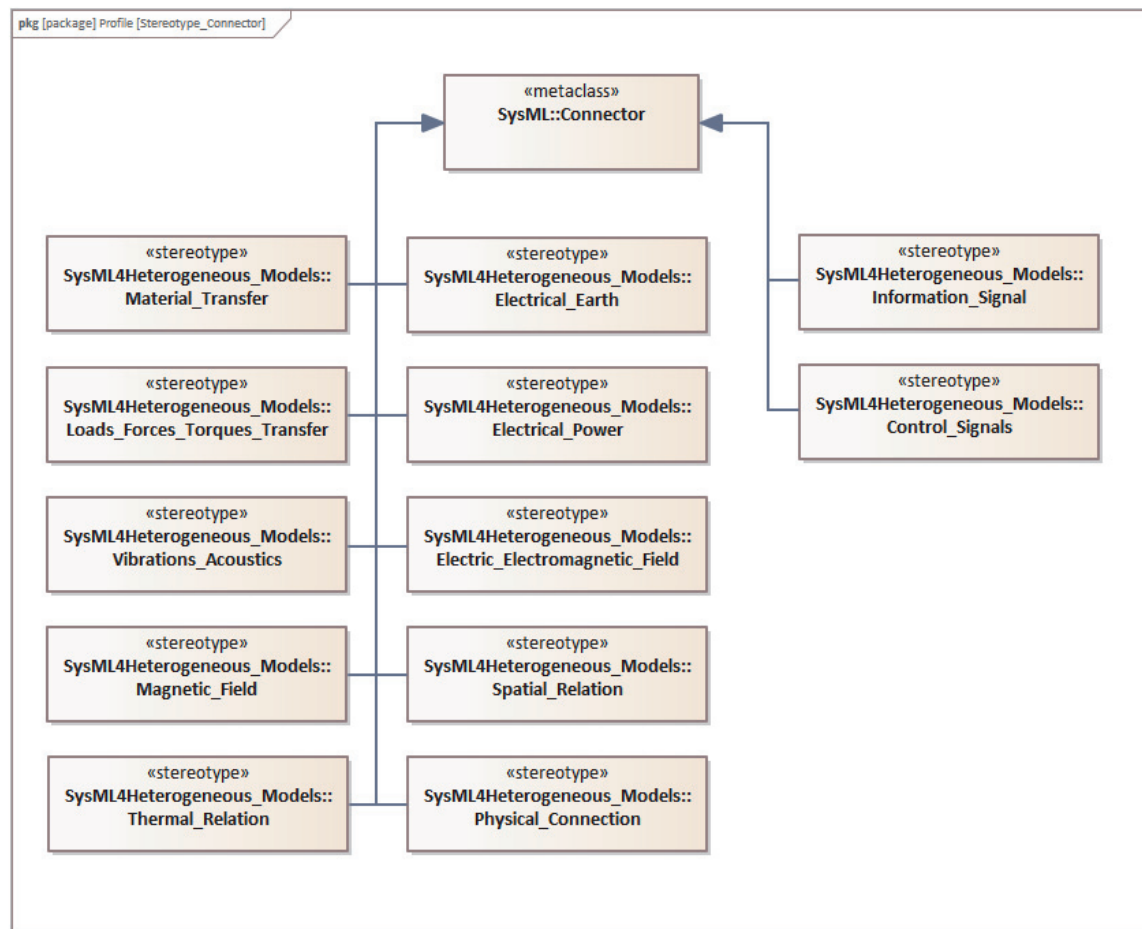 pkg [package] Profile [Stereotype_Connector]
«metaclass»
SysML::Connector
«stereotype»
SysML4Heterogeneous_Models::
Material_Transfer
«stereotype»
SysML4Heterogeneous_Models::
Electrical_Earth
«stereotype»
SysML4Heterogeneous_Models::
Information_Signal
«stereotype»
SysML4Heterogeneous_Models::
Loads_Forces_Torques_Transfer
«stereotype»
SysML4Heterogeneous_Models::
Electrical_Power
«stereotype»
SysML4Heterogeneous_Models::
Control_Signals
«stereotype»
SysML4Heterogeneous_Models::
Vibrations_Acoustics
«stereotype»
SysML4Heterogeneous_Models::
Electric_Electromagnetic_Field
«stereotype»
SysML4Heterogeneous_Models::
Magnetic_Field
«stereotype»
SysML4Heterogeneous_Models::
Spatial_Relation
«stereotype»
SysML4Heterogeneous_Models::
Thermal_Relation
«stereotype»
SysML4Heterogeneous_Models::
Physical_Connection